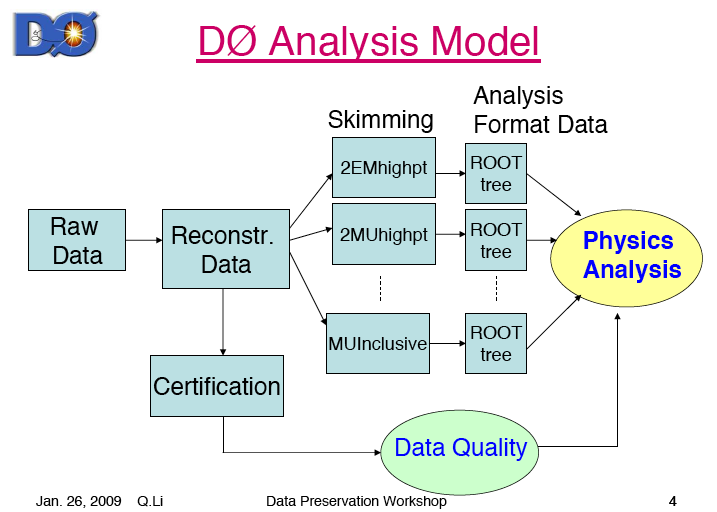 DØ
DØ Analysis Model
Skimming
Analysis
Format Data
2EMhighpt
ROOT
tree
Raw
Data
Reconstr.
Data
2MUhighpt
ROOT
tree
Physics
Analysis
MUInclusive
ROOT
tree
Certification
Data Quality
Jan. 26, 2009 Q.Li
Data Preservation Workshop
4